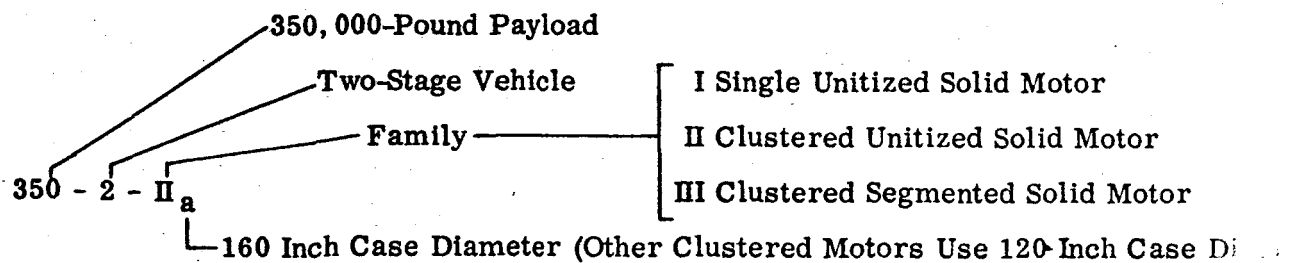 350,000-Pound Payload
Two-Stage Vehicle
I Single Unitized Solid Motor
Family
II Clustered Unitized Solid Motor
350 - 2 - IIa
III Clustered Segmented Solid Motor
160 Inch Case Diameter (Other Clustered Motors Use 120-Inch Case